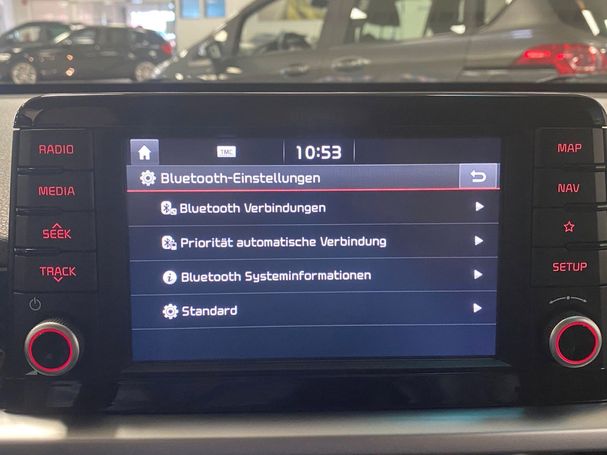 TMC 10:53
Bluetooth-Einstellungen
Bluetooth Verbindungen
Priorität automatische Verbindung
Bluetooth Systeminformationen
Standard
RADIO
MEDIA
SEEK
TRACK
MAP
NAV
SETUP